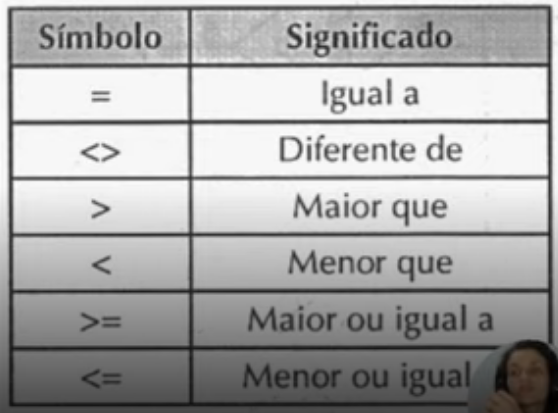 Símbolo Significado
= Igual a
<> Diferente de
> Maior que
< Menor que
>= Maior ou igual a
<= Menor ou igual